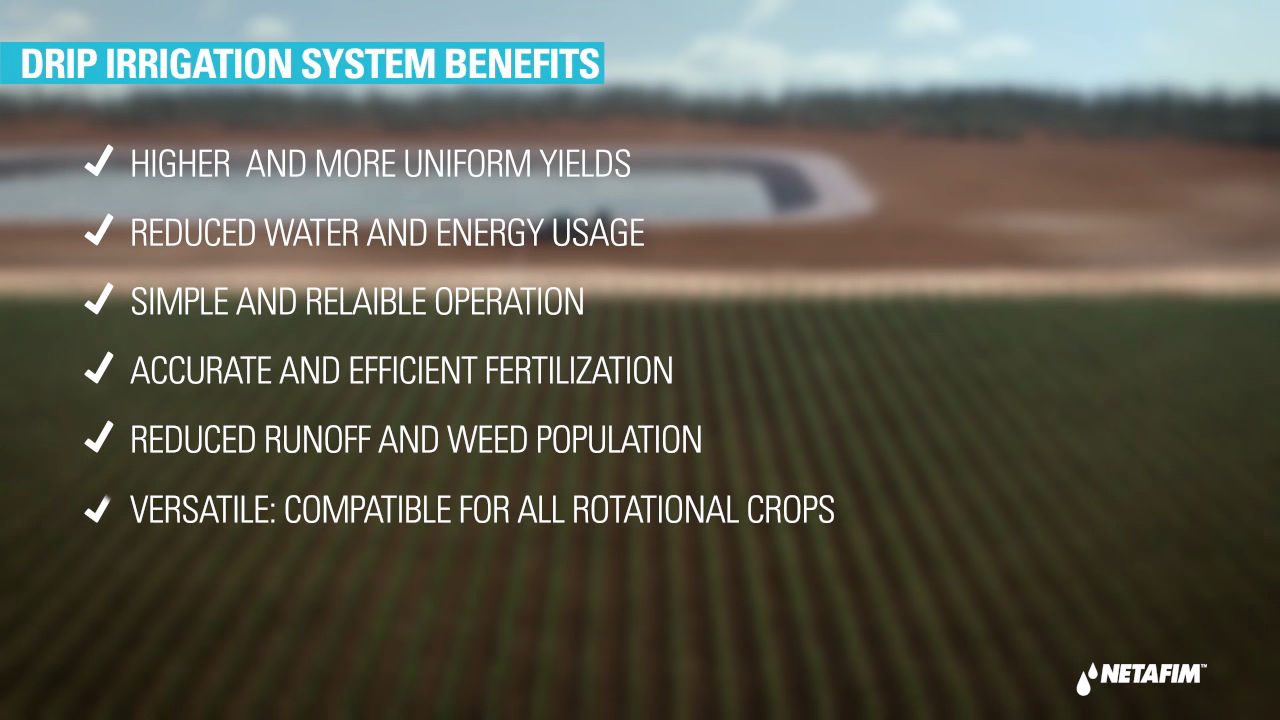 DRIP IRRIGATION SYSTEM BENEFITS
HIGHER AND MORE UNIFORM YIELDS
REDUCED WATER AND ENERGY USAGE
SIMPLE AND RELAIBLE OPERATION
ACCURATE AND EFFICIENT FERTILIZATION
REDUCED RUNOFF AND WEED POPULATION
VERSATILE: COMPATIBLE FOR ALL ROTATIONAL CROPS
NETAFIM™